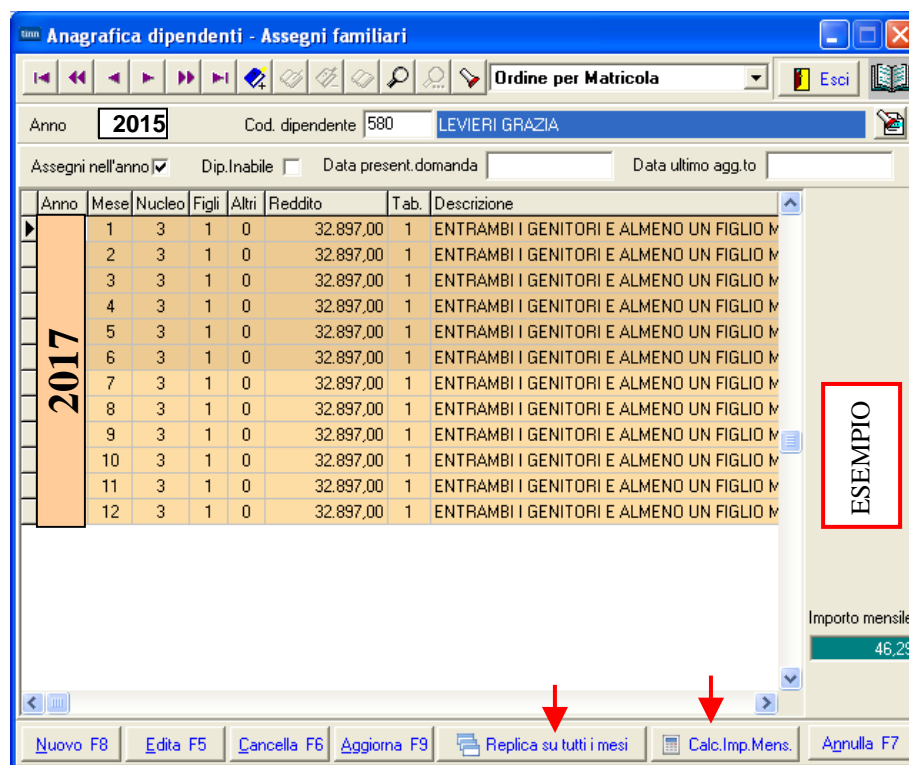 tinn Anagrafica dipendenti - Assegni familiari
Ordine per Matricola Esci
Anno 2015 Cod. dipendente 580 LEVIERI GRAZIA
Assegni nell'anno Dip.Inabile Data present.domanda Data ultimo agg.to
Anno Mese Nucleo Figli Altri Reddito Tab. Descrizione
1 3 1 0 32.897,00 1 ENTRAMBI I GENITORI E ALMENO UN FIGLIO M
2 3 1 0 32.897,00 1 ENTRAMBI I GENITORI E ALMENO UN FIGLIO M
3 3 1 0 32.897,00 1 ENTRAMBI I GENITORI E ALMENO UN FIGLIO M
4 3 1 0 32.897,00 1 ENTRAMBI I GENITORI E ALMENO UN FIGLIO M
5 3 1 0 32.897,00 1 ENTRAMBI I GENITORI E ALMENO UN FIGLIO M
6 3 1 0 32.897,00 1 ENTRAMBI I GENITORI E ALMENO UN FIGLIO M
7 3 1 0 32.897,00 1 ENTRAMBI I GENITORI E ALMENO UN FIGLIO M
8 3 1 0 32.897,00 1 ENTRAMBI I GENITORI E ALMENO UN FIGLIO M
9 3 1 0 32.897,00 1 ENTRAMBI I GENITORI E ALMENO UN FIGLIO M
10 3 1 0 32.897,00 1 ENTRAMBI I GENITORI E ALMENO UN FIGLIO M
11 3 1 0 32.897,00 1 ENTRAMBI I GENITORI E ALMENO UN FIGLIO M
12 3 1 0 32.897,00 1 ENTRAMBI I GENITORI E ALMENO UN FIGLIO M
2017
ESEMPIO
Importo mensile
46,29
Nuovo F8 Edita F5 Cancella F6 Aggiorna F9 Replica su tutti i mesi Calc.Imp.Mens. Annulla F7